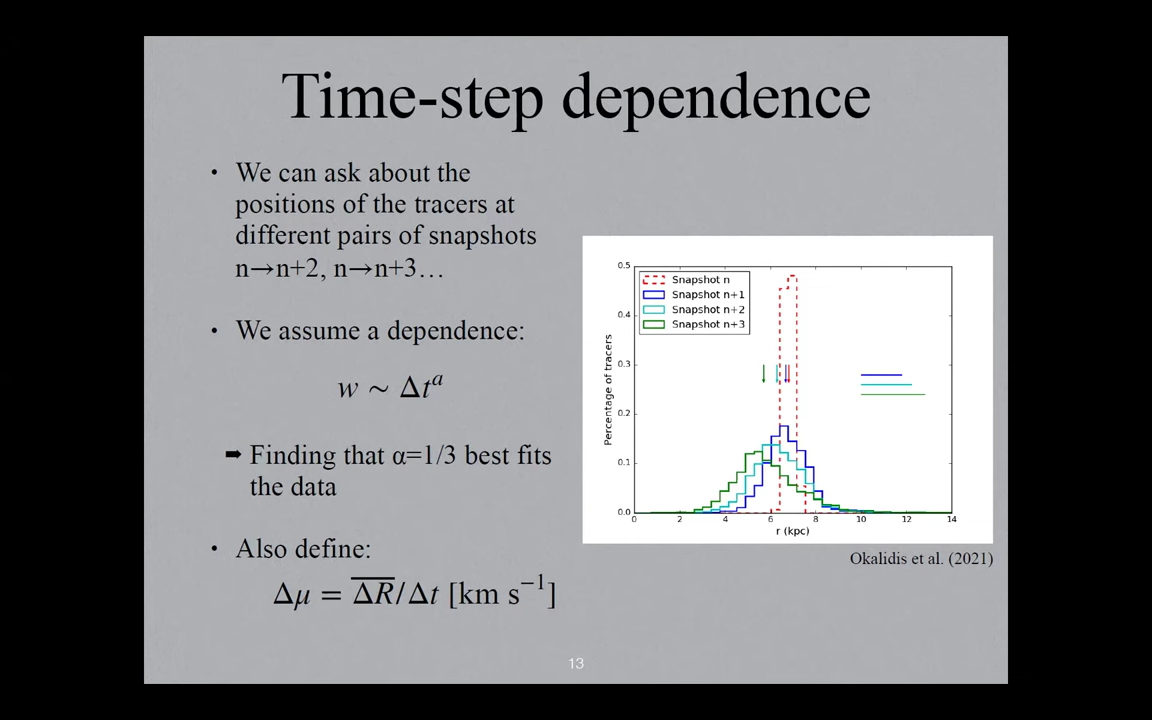 Time-step dependence
• We can ask about the
positions of the tracers at
different pairs of snapshots
n→n+2, n→n+3…
• We assume a dependence:
w ∼ Δtᵃ
➡ Finding that α=1/3 best fits
the data
• Also define:
Δμ = \overline{ΔR}/Δt [km s⁻¹]
0.5
0.4
0.3
0.2
0.1
0.0
Percentage of tracers
Snapshot n
Snapshot n+1
Snapshot n+2
Snapshot n+3
0 2 4 6 8 10 12 14
r (kpc)
Okalidis et al. (2021)
13